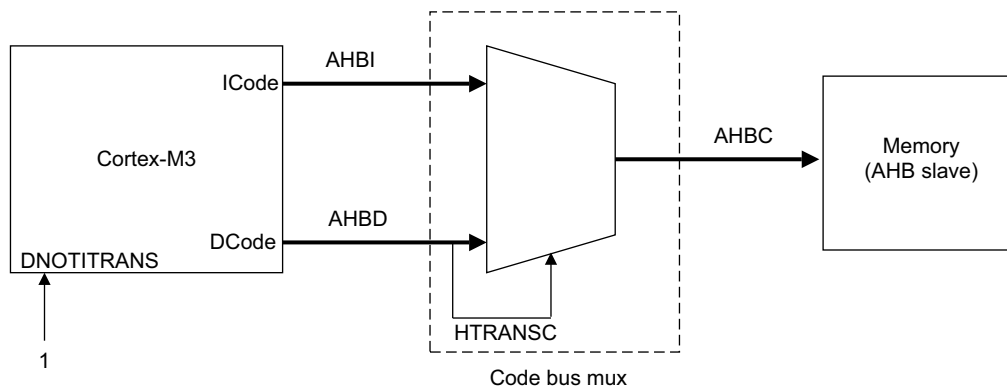 AHBI
ICode
AHBC
Cortex-M3
Memory
(AHB slave)
AHBD
DCode
DNOTITRANS
HTRANSC
1
Code bus mux